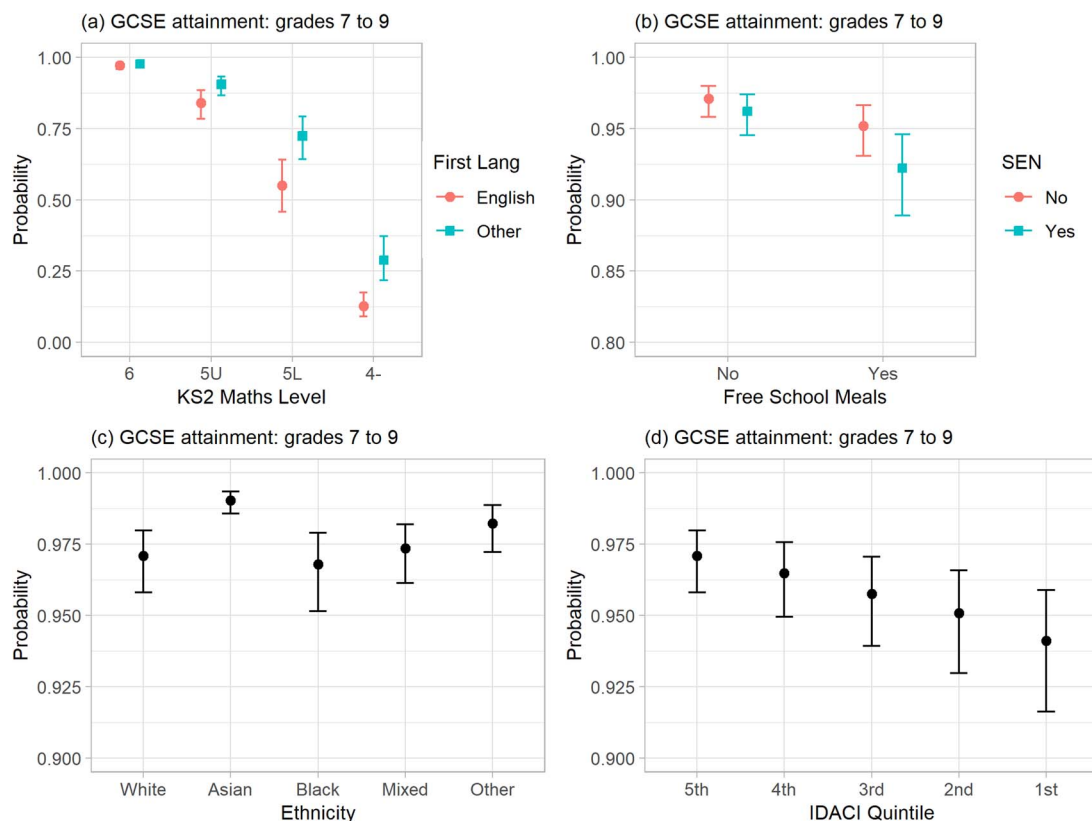 (a) GCSE attainment: grades 7 to 9
1.00
0.75
0.50
0.25
0.00
Probability
6 5U 5L 4-
KS2 Maths Level
First Lang
English
Other
(b) GCSE attainment: grades 7 to 9
1.00
0.95
0.90
0.85
0.80
Probability
No Yes
Free School Meals
SEN
No
Yes
(c) GCSE attainment: grades 7 to 9
1.000
0.975
0.950
0.925
0.900
Probability
White Asian Black Mixed Other
Ethnicity
(d) GCSE attainment: grades 7 to 9
1.000
0.975
0.950
0.925
0.900
Probability
5th 4th 3rd 2nd 1st
IDACI Quintile